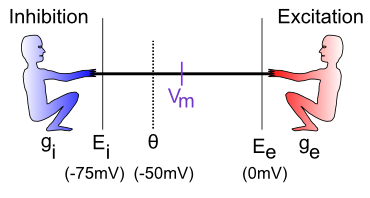 Inhibition Excitation
Vm
gi Ei θ Ee ge
(-75mV) (-50mV) (0mV)